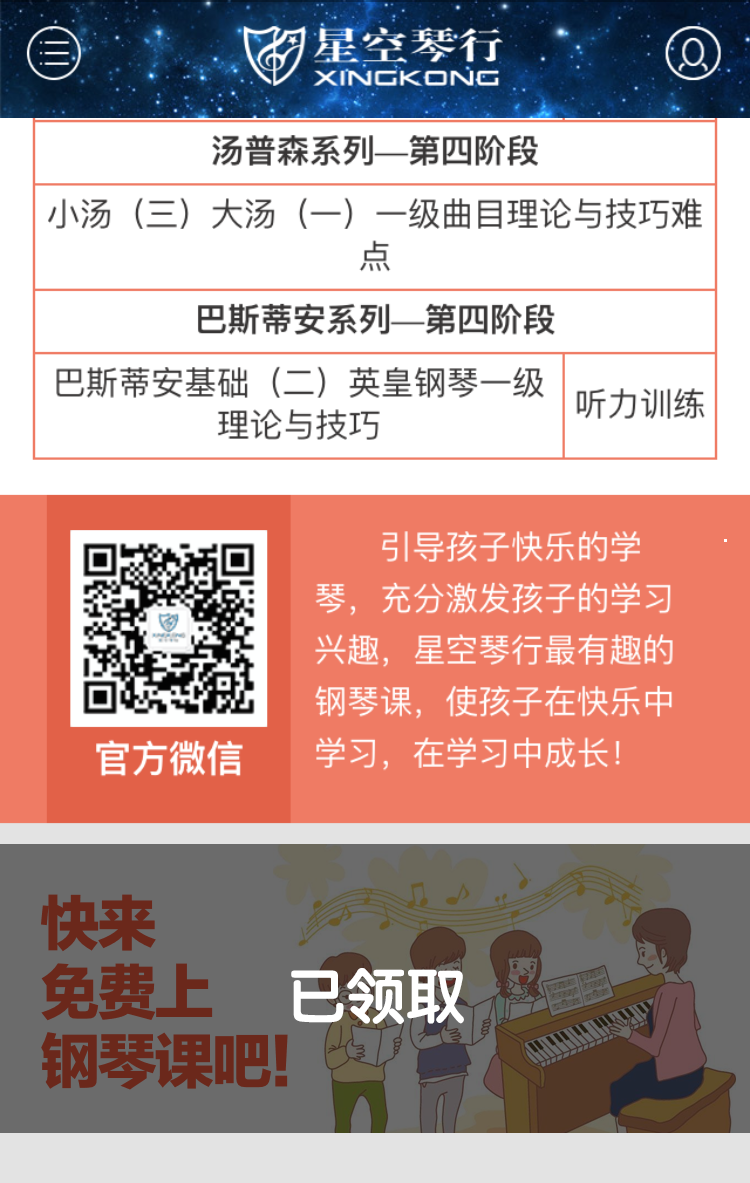 星空琴行
XINGKONG
汤普森系列—第四阶段
小汤（三）大汤（一）一级曲目理论与技巧难
点
巴斯蒂安系列—第四阶段
巴斯蒂安基础（二）英皇钢琴一级
理论与技巧
听力训练
XINGKONG
官方微信
引导孩子快乐的学
琴，充分激发孩子的学习
兴趣，星空琴行最有趣的
钢琴课，使孩子在快乐中
学习，在学习中成长！
快来
免费上
钢琴课吧!
已领取